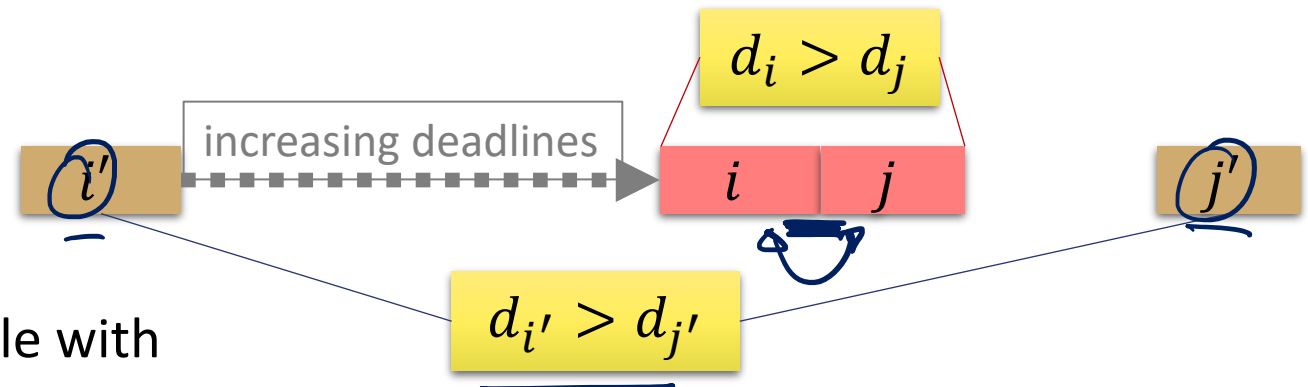 d_i > d_j
increasing deadlines
i′ i j j′
d_{i′} > d_{j′}
le with